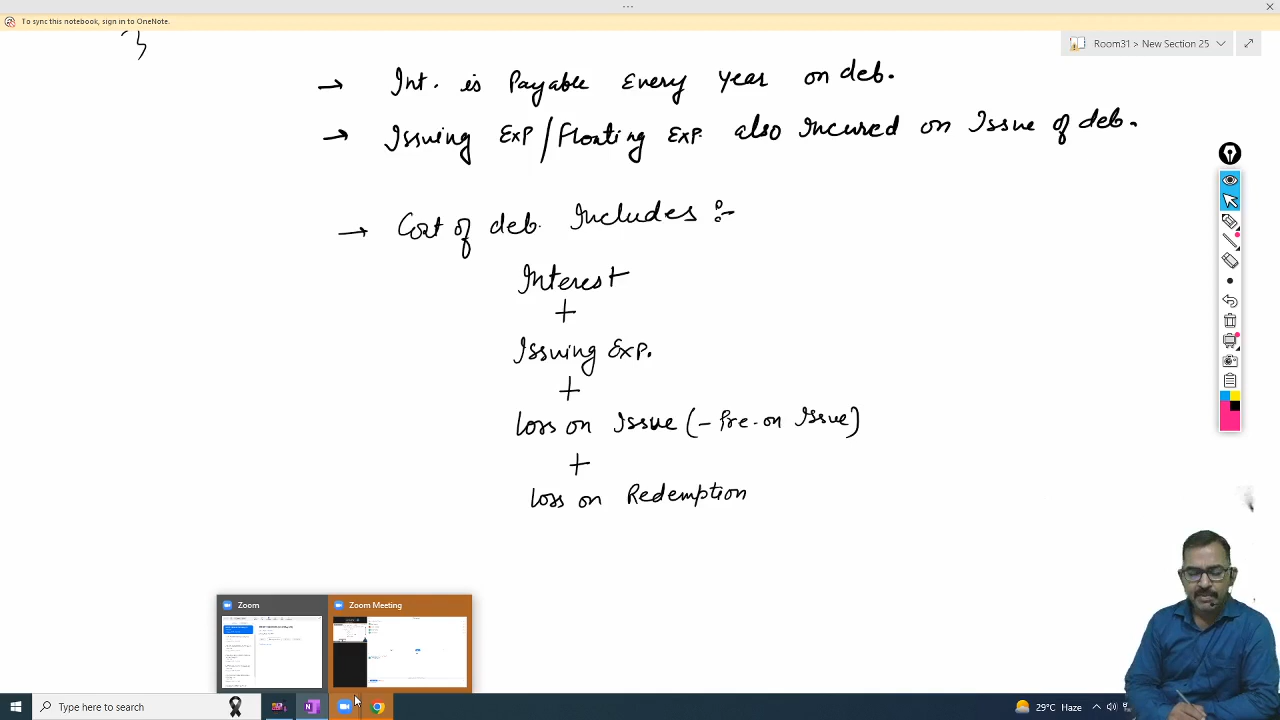 To sync this notebook, sign in to OneNote.
Room31 > New Section 25
→ Int. is Payable Every Year on deb.
→ Issuing Exp/Floating Exp. also Incured on Issue of deb.
→ Cost of deb. Includes :-
Interest
+
Issuing Exp.
+
Loss on Issue (- Pre. on Issue)
+
Loss on Redemption
Zoom
Zoom Meeting
Type here to search
29°C Haze